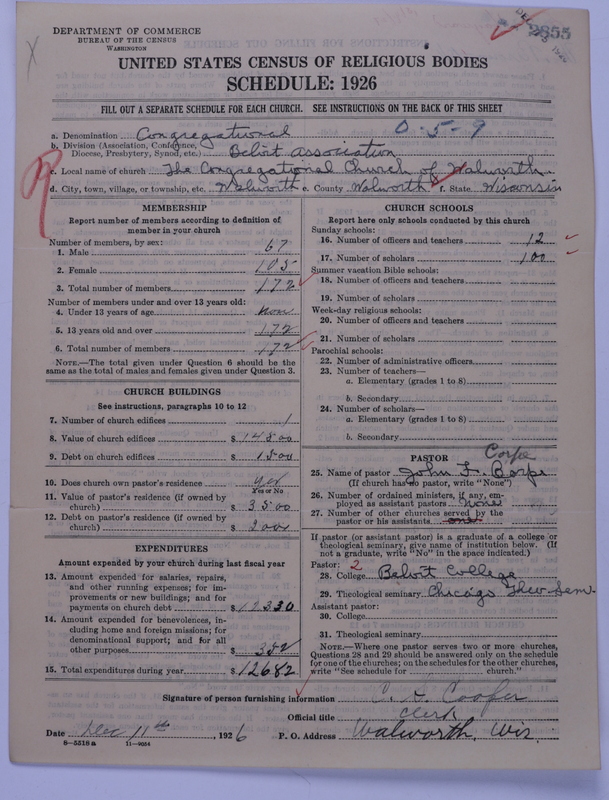 DEPARTMENT OF COMMERCE
BUREAU OF THE CENSUS
WASHINGTON
2855
UNITED STATES CENSUS OF RELIGIOUS BODIES
SCHEDULE: 1926
FILL OUT A SEPARATE SCHEDULE FOR EACH CHURCH. SEE INSTRUCTIONS ON THE BACK OF THIS SHEET
a. Denomination Congregational 0-5-9
b. Division (Association, Conference, Diocese, Presbytery, Synod, etc.) Beloit Association
c. Local name of church The Congregational Church of Walworth
d. City, town, village, or township, etc. Walworth e. County Walworth f. State Wisconsin
MEMBERSHIP
Report number of members according to definition of member in your church
Number of members, by sex:
1. Male 67
2. Female 105
3. Total number of members 172
Number of members under and over 13 years old:
4. Under 13 years of age None
5. 13 years old and over 172
6. Total number of members 172
NOTE.—The total given under Question 6 should be the same as the total of males and females given under Question 3.
CHURCH BUILDINGS
See instructions, paragraphs 10 to 12
7. Number of church edifices 1
8. Value of church edifices $ 14500
9. Debt on church edifices $ 1500
10. Does church own pastor's residence yes
Yes or No
11. Value of pastor's residence (if owned by church) $ 3500
12. Debt on pastor's residence (if owned by church) $
EXPENDITURES
Amount expended by your church during last fiscal year
13. Amount expended for salaries, repairs, and other running expenses; for improvements or new buildings; and for payments on church debt $ 12330
14. Amount expended for benevolences, including home and foreign missions; for denominational support; and for all other purposes $ 352
15. Total expenditures during year $ 12682
CHURCH SCHOOLS
Report here only schools conducted by this church
Sunday schools:
16. Number of officers and teachers 12
17. Number of scholars 100
Summer vacation Bible schools:
18. Number of officers and teachers
19. Number of scholars
Week-day religious schools:
20. Number of officers and teachers
21. Number of scholars
Parochial schools:
22. Number of administrative officers
23. Number of teachers—
a. Elementary (grades 1 to 8)
b. Secondary
24. Number of scholars—
a. Elementary (grades 1 to 8)
b. Secondary
PASTOR
Corpe
25. Name of pastor John F.
(If church has no pastor, write "None")
26. Number of ordained ministers, if any, employed as assistant pastors None
27. Number of other churches served by the pastor or his assistants
If pastor (or assistant pastor) is a graduate of a college or theological seminary, give name of institution below. (If not a graduate, write "No" in the space indicated.)
Pastor: 2
28. College Beloit College
29. Theological seminary Chicago Theo Sem.
Assistant pastor:
30. College
31. Theological seminary
NOTE.—Where one pastor serves two or more churches, Questions 28 and 29 should be answered only on the schedule for one of the churches; on the schedules for the other churches, write "See schedule for church."
Signature of person furnishing information C. D. Cooper
Official title Clerk
Date Dec 11th, 1926 P. O. Address Walworth, Wis.
8-5518a 11-9054